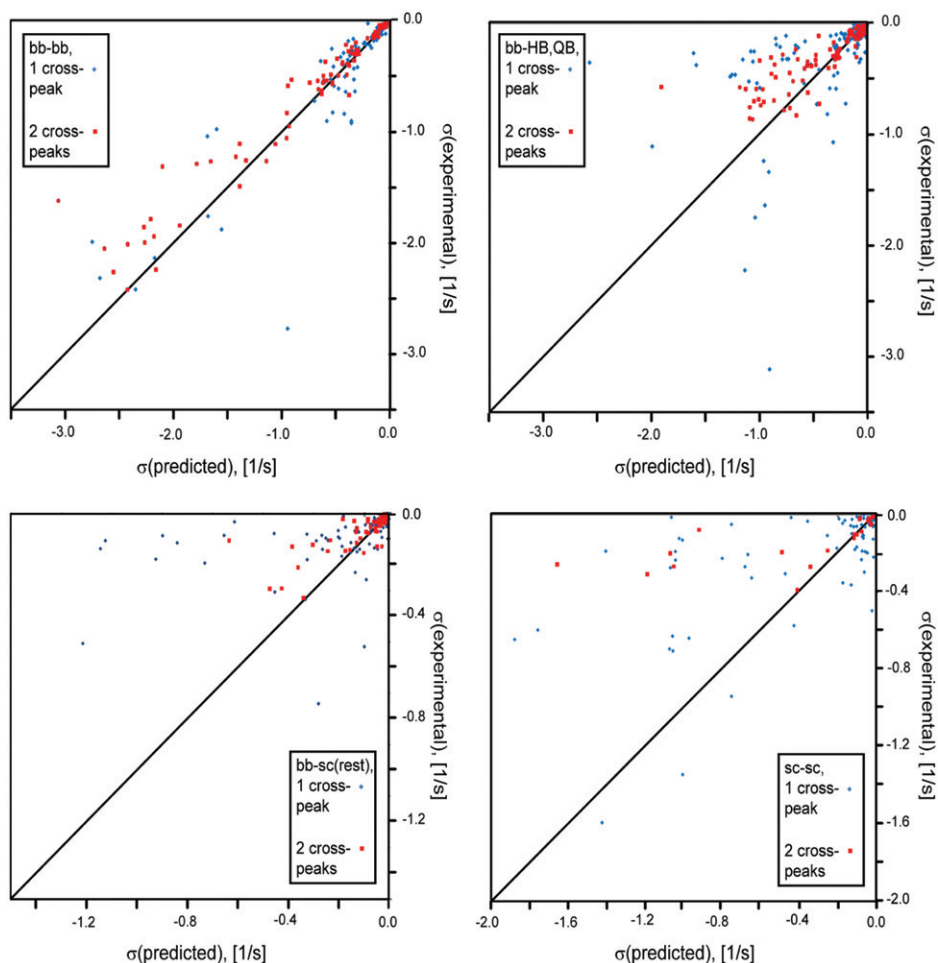 bb-bb,
1 cross-
peak
2 cross-
peaks
0.0
-1.0
-2.0
-3.0
σ(experimental), [1/s]
-3.0 -2.0 -1.0 0.0
σ(predicted), [1/s]
bb-HB,QB,
1 cross-
peak
2 cross-
peaks
0.0
-1.0
-2.0
-3.0
σ(experimental), [1/s]
-3.0 -2.0 -1.0 0.0
σ(predicted), [1/s]
bb-sc(rest),
1 cross-
peak
2 cross-
peaks
0.0
-0.4
-0.8
-1.2
σ(experimental), [1/s]
-1.2 -0.8 -0.4 0.0
σ(predicted), [1/s]
sc-sc,
1 cross-
peak
2 cross-
peaks
0.0
-0.4
-0.8
-1.2
-1.6
-2.0
σ(experimental), [1/s]
-2.0 -1.6 -1.2 -0.8 -0.4 0.0
σ(predicted), [1/s]